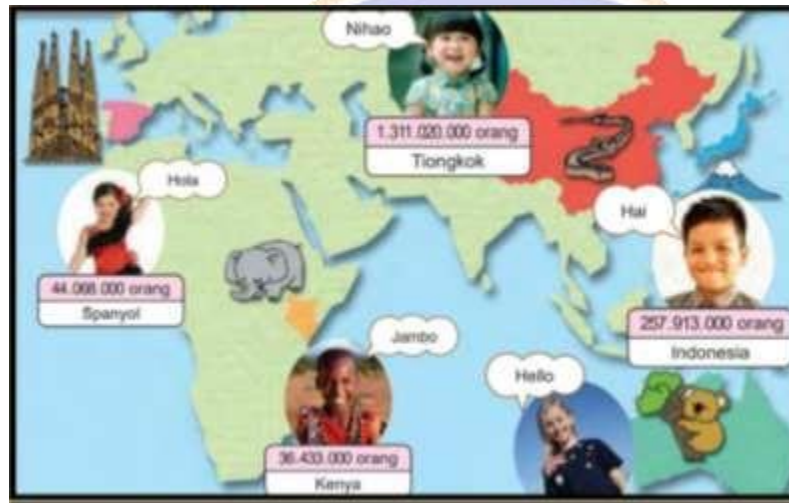 Nihao
1.311.020.000 orang
Tiongkok
Hola
Hai
44.068.000 orang
Spanyol
257.913.000 orang
Indonesia
Jambo
Hello
36.433.000 orang
Kenya